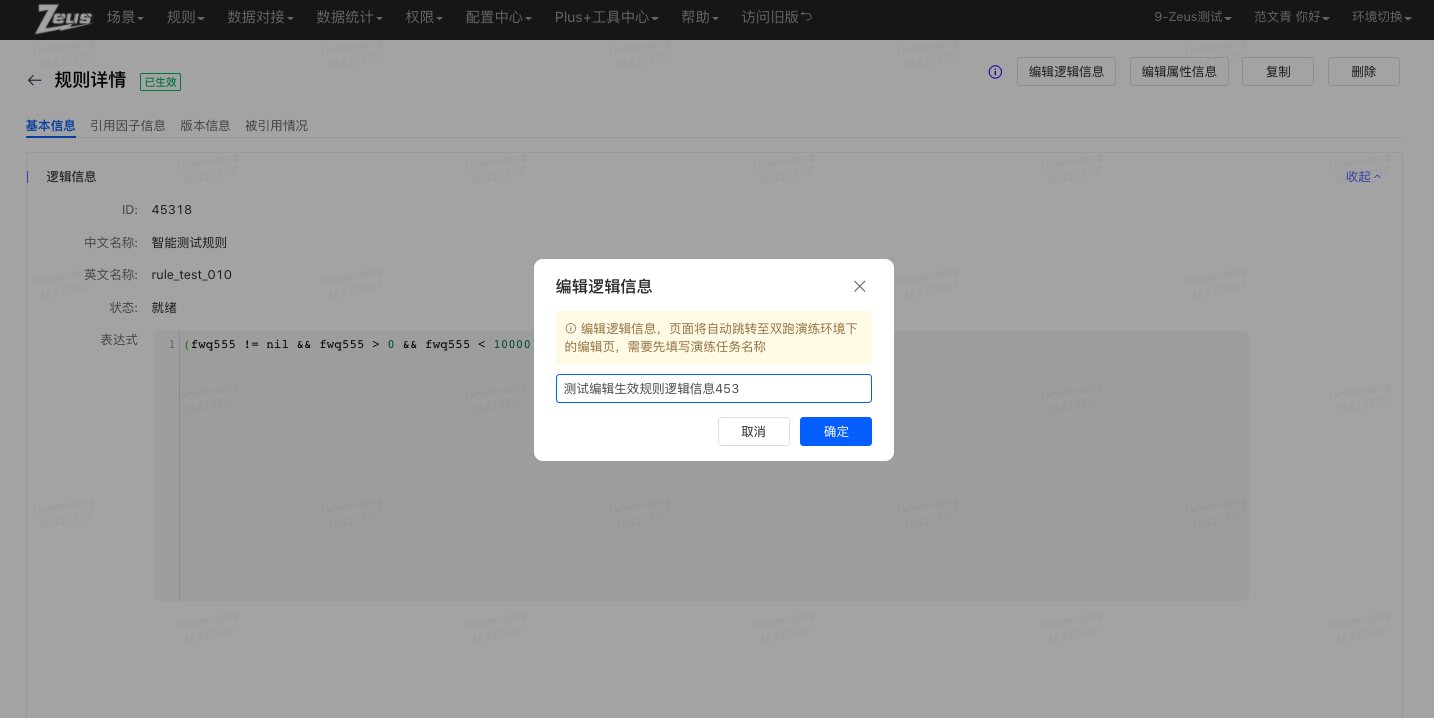 Zeus 场景 规则 数据对接 数据统计 权限 配置中心 Plus+工具中心 帮助 访问旧版 9-Zeus测试 范文青 你好 环境切换
规则详情 已生效 编辑逻辑信息 编辑属性信息 复制 删除
基本信息 引用因子信息 版本信息 被引用情况
逻辑信息 收起
ID: 45318
中文名称: 智能测试规则
英文名称: rule_test_010
状态: 就绪
表达式
1 (fwq555 != nil && fwq555 > 0 && fwq555 < 10000
编辑逻辑信息
编辑逻辑信息，页面将自动跳转至双跑演练环境下
的编辑页，需要先填写演练任务名称
测试编辑生效规则逻辑信息453
取消 确定